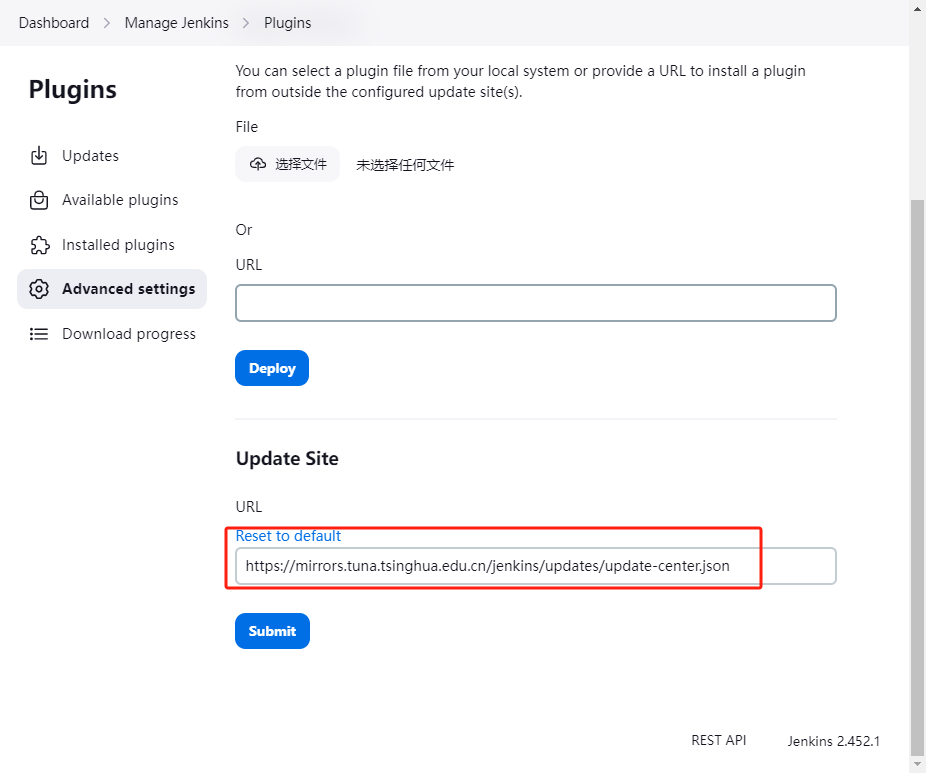 Dashboard > Manage Jenkins > Plugins
Plugins
Updates
Available plugins
Installed plugins
Advanced settings
Download progress
You can select a plugin file from your local system or provide a URL to install a plugin
from outside the configured update site(s).
File
选择文件 未选择任何文件
Or
URL
Deploy
Update Site
URL
Reset to default
https://mirrors.tuna.tsinghua.edu.cn/jenkins/updates/update-center.json
Submit
REST API Jenkins 2.452.1